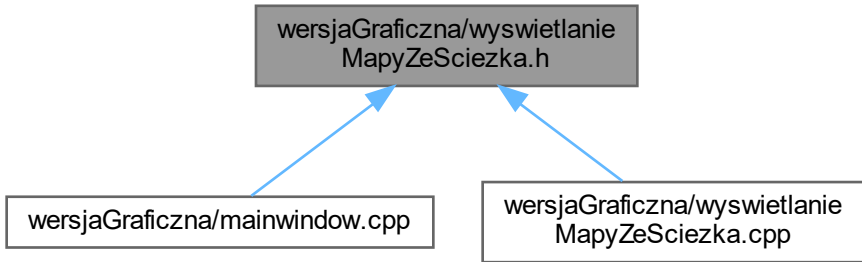 wersjaGraficzna/wyswietlanie
MapyZeSciezka.h
wersjaGraficzna/mainwindow.cpp
wersjaGraficzna/wyswietlanie
MapyZeSciezka.cpp